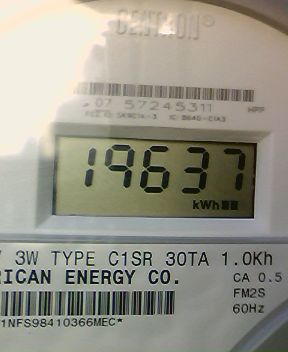 CENTRON®
07 57245311
19637
kWh
3W TYPE C1SR 30TA 1.0Kh
RICAN ENERGY CO. CA 0.5
FM2S
1NFS98410366MEC* 60Hz